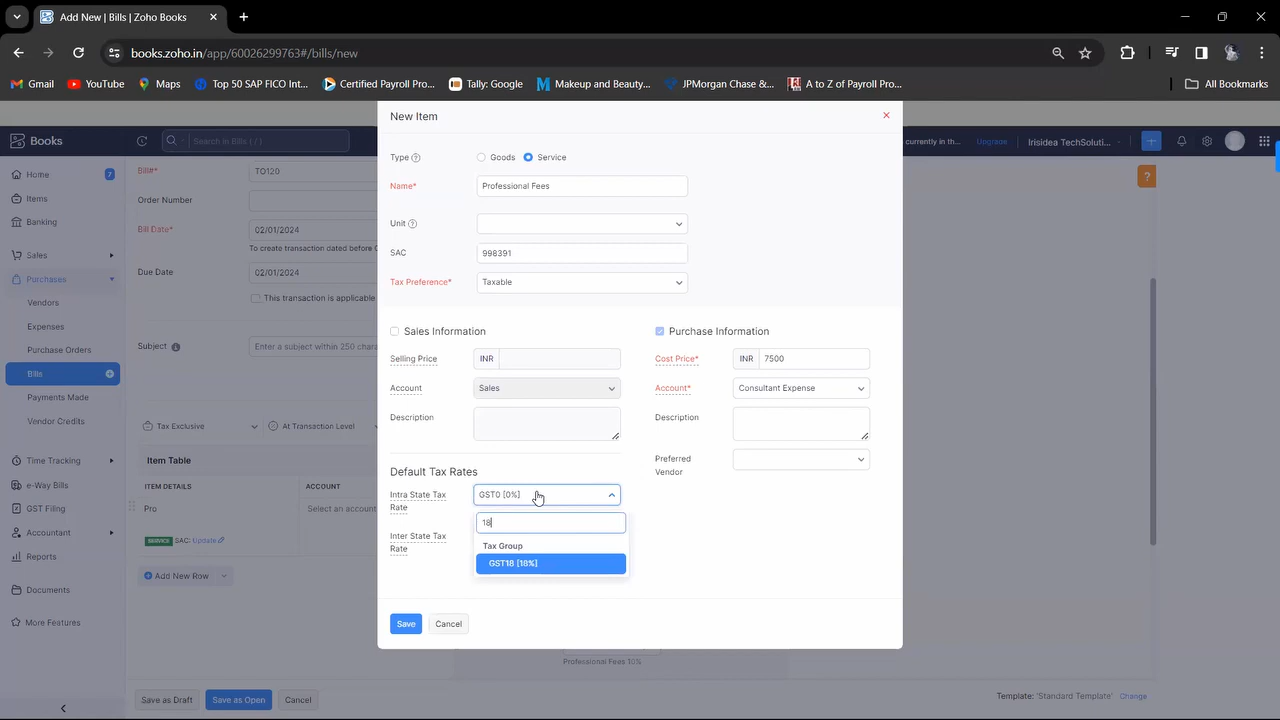 Add New | Bills | Zoho Books
books.zoho.in/app/60026299763#/bills/new
Gmail YouTube Maps Top 50 SAP FICO Int... Certified Payroll Pro... Tally: Google Makeup and Beauty... JPMorgan Chase &... A to Z of Payroll Pro... All Bookmarks
New Item
Books
Search in Bills ( / )
currently in th...
Upgrade
Irisidea TechSoluti...
Home 7
Items
Banking
Sales
Purchases
Vendors
Expenses
Purchase Orders
Bills
Payments Made
Vendor Credits
Time Tracking
e-Way Bills
GST Filing
Accountant
Reports
Documents
More Features
Bill#* TO120
Order Number
Bill Date* 02/01/2024
To create transaction dated before
Due Date 02/01/2024
This transaction is applicable
Subject Enter a subject within 250 chara
Tax Exclusive At Transaction Level
Item Table
ITEM DETAILS ACCOUNT
Pro Select an account
SERVICE SAC: Update
Add New Row
Type Goods Service
Name* Professional Fees
Unit
SAC 998391
Tax Preference* Taxable
Sales Information
Selling Price INR
Account Sales
Description
Purchase Information
Cost Price* INR 7500
Account* Consultant Expense
Description
Preferred
Vendor
Default Tax Rates
Intra State Tax
Rate
GST0 [0%]
18
Tax Group
GST18 [18%]
Inter State Tax
Rate
Save Cancel
Professional Fees 10%
Save as Draft Save as Open Cancel
Template: 'Standard Template' Change
?